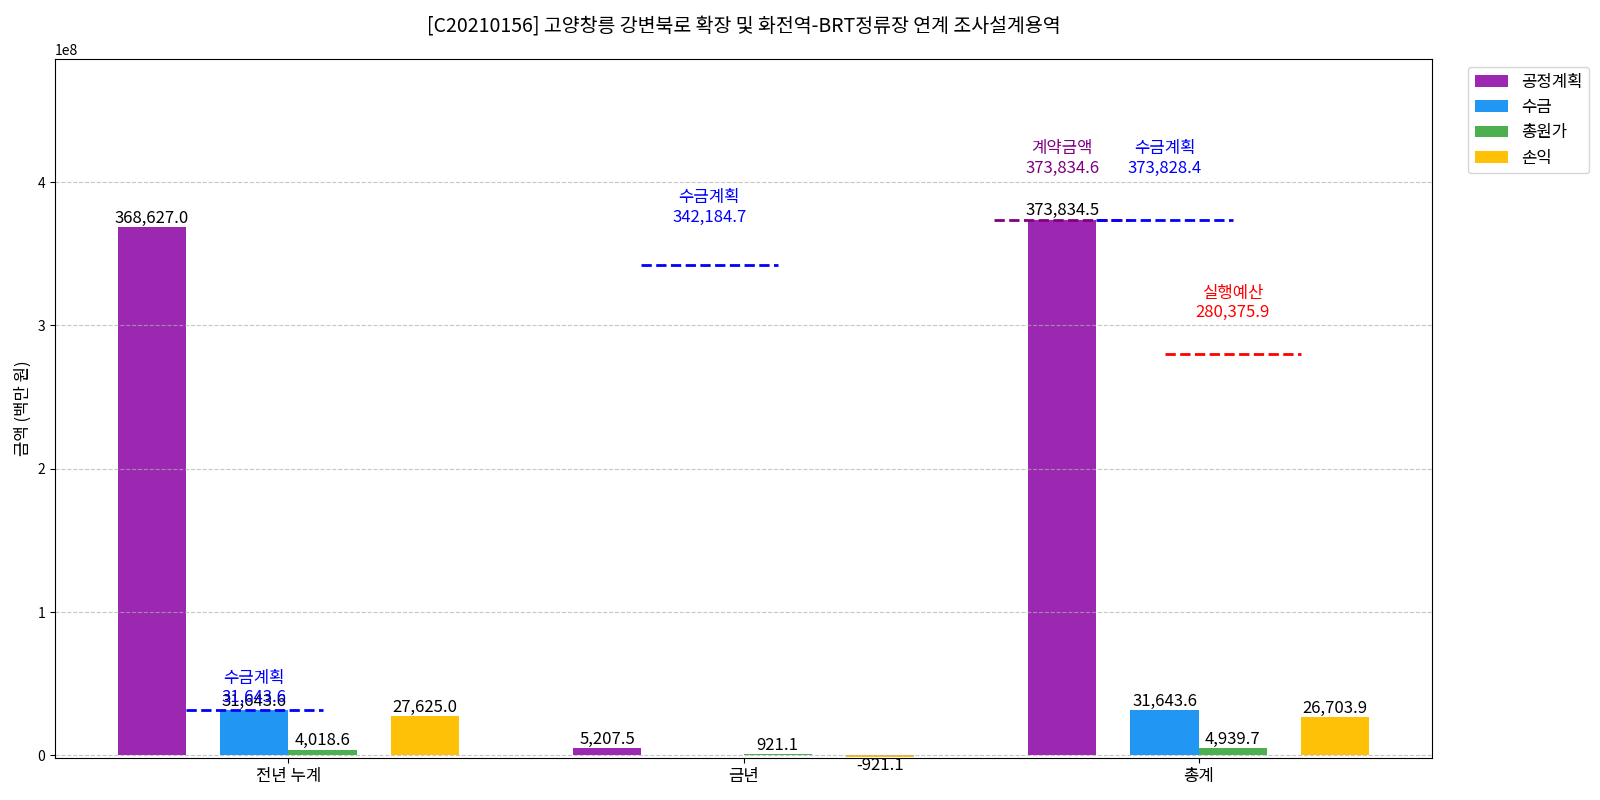 [C20210156] 고양창릉 강변북로 확장 및 화전역-BRT정류장 연계 조사설계용역
1e8
공정계획
수금
총원가
손익
금액 (백만 원)
4
3
2
1
0
368,627.0
수금계획
31,643.6
31,643.6
4,018.6
27,625.0
수금계획
342,184.7
5,207.5
921.1
-921.1
계약금액
373,834.6
수금계획
373,828.4
373,834.5
실행예산
280,375.9
31,643.6
4,939.7
26,703.9
전년 누계
금년
총계